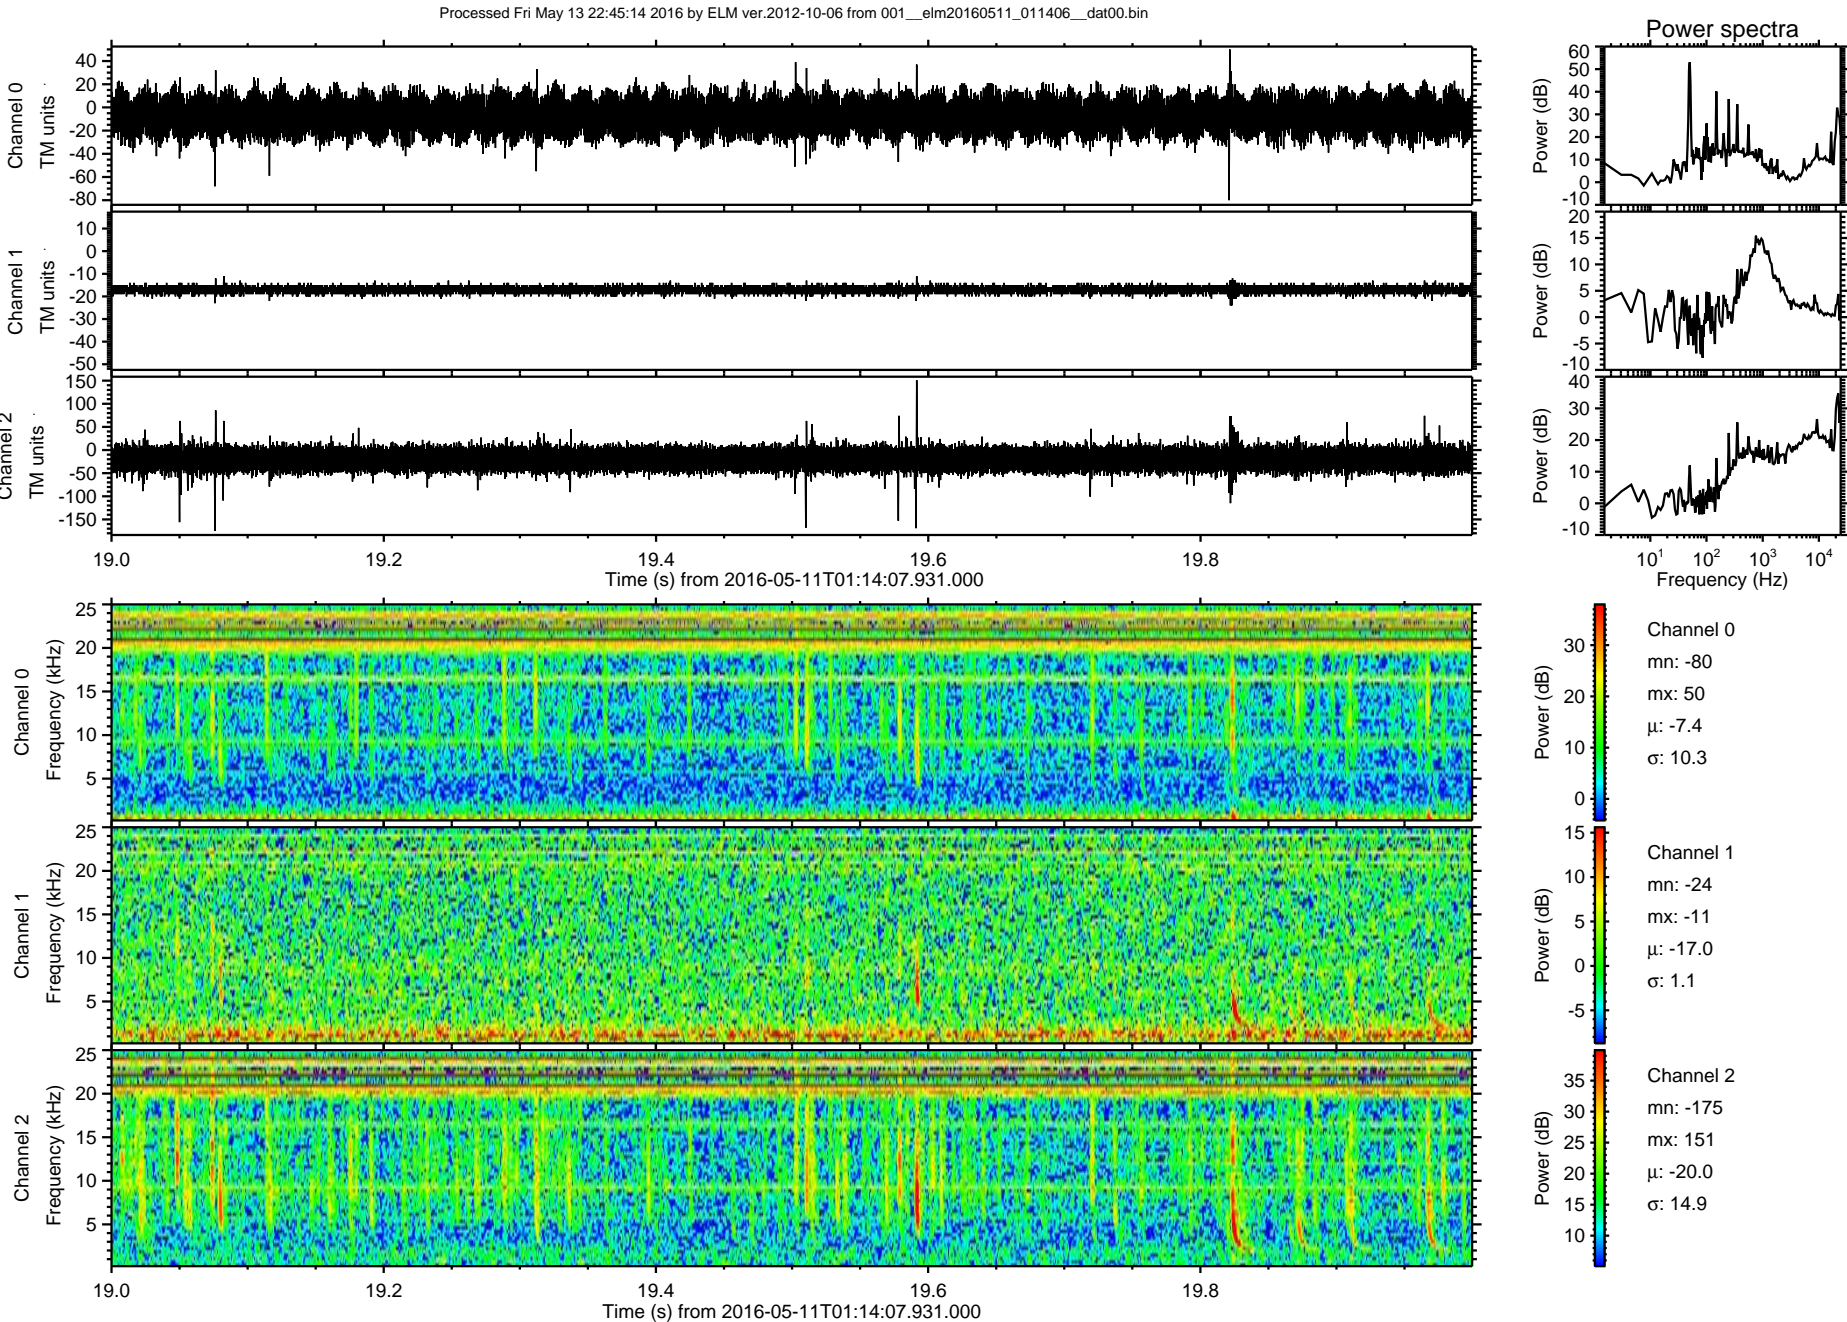 Processed Fri May 13 22:45:14 2016 by ELM ver.2012-10-06 from 001__elm20160511_011406__dat00.bin
Power spectra
Channel 0
TM units
40
20
0
-20
-40
-60
-80
Power (dB)
60
50
40
30
20
10
0
-10
Channel 1
TM units
10
0
-10
-20
-30
-40
-50
Power (dB)
20
15
10
5
0
-5
-10
Channel 2
TM units
150
100
50
0
-50
-100
-150
Power (dB)
40
30
20
10
0
-10
19.0 19.2 19.4 19.6 19.8
Time (s) from 2016-05-11T01:14:07.931.000
10^1 10^2 10^3 10^4
Frequency (Hz)
Channel 0
Frequency (kHz)
25
20
15
10
5
Power (dB)
30
20
10
0
Channel 0
mn: -80
mx: 50
μ: -7.4
σ: 10.3
Channel 1
Frequency (kHz)
25
20
15
10
5
Power (dB)
15
10
5
0
-5
Channel 1
mn: -24
mx: -11
μ: -17.0
σ: 1.1
Channel 2
Frequency (kHz)
25
20
15
10
5
Power (dB)
35
30
25
20
15
10
Channel 2
mn: -175
mx: 151
μ: -20.0
σ: 14.9
19.0 19.2 19.4 19.6 19.8
Time (s) from 2016-05-11T01:14:07.931.000